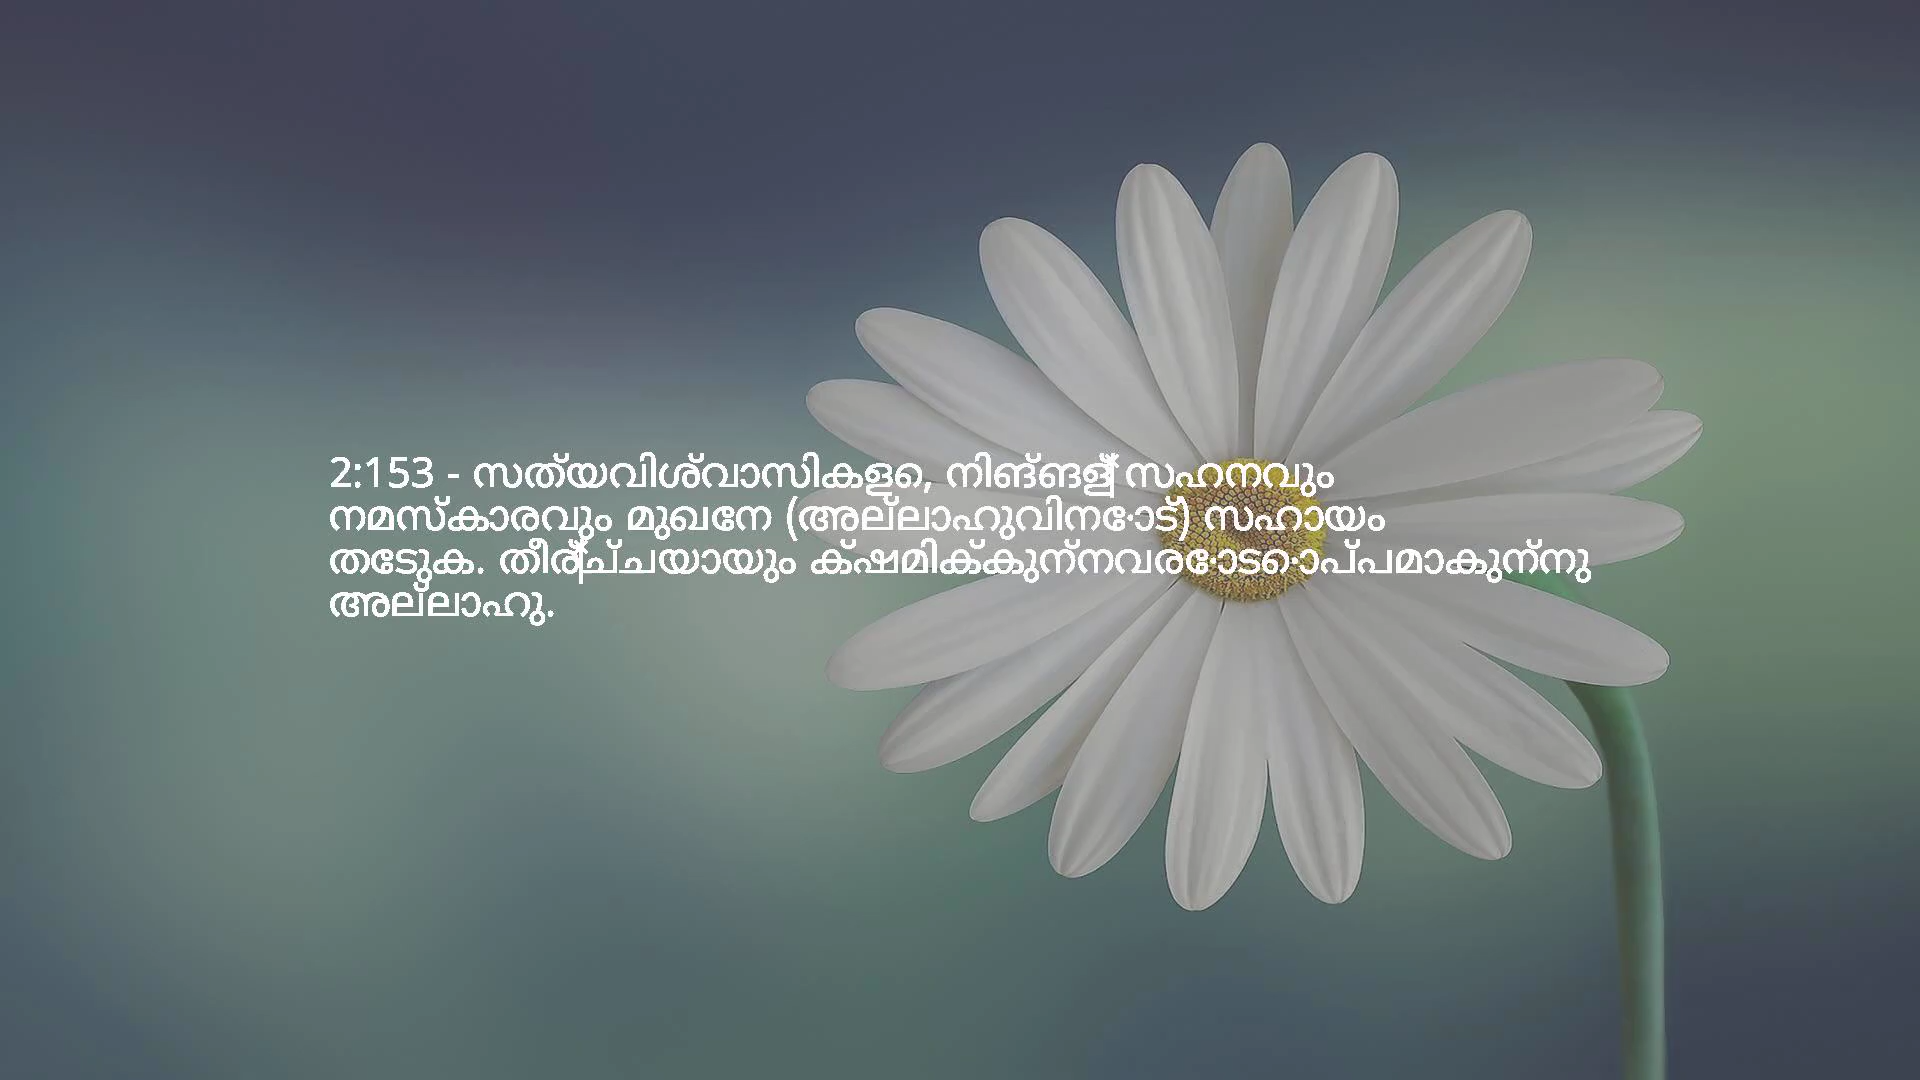 2:153 - സത്യവിശ്വാസികളേ, നിങ്ങള്‍ സഹനവും
നമസ്കാരവും മുഖേന (അല്ലാഹുവിനോട്) സഹായം
തേടുക. തീര്‍ച്ചയായും ക്ഷമിക്കുന്നവരോടൊപ്പമാകുന്നു
അല്ലാഹു.